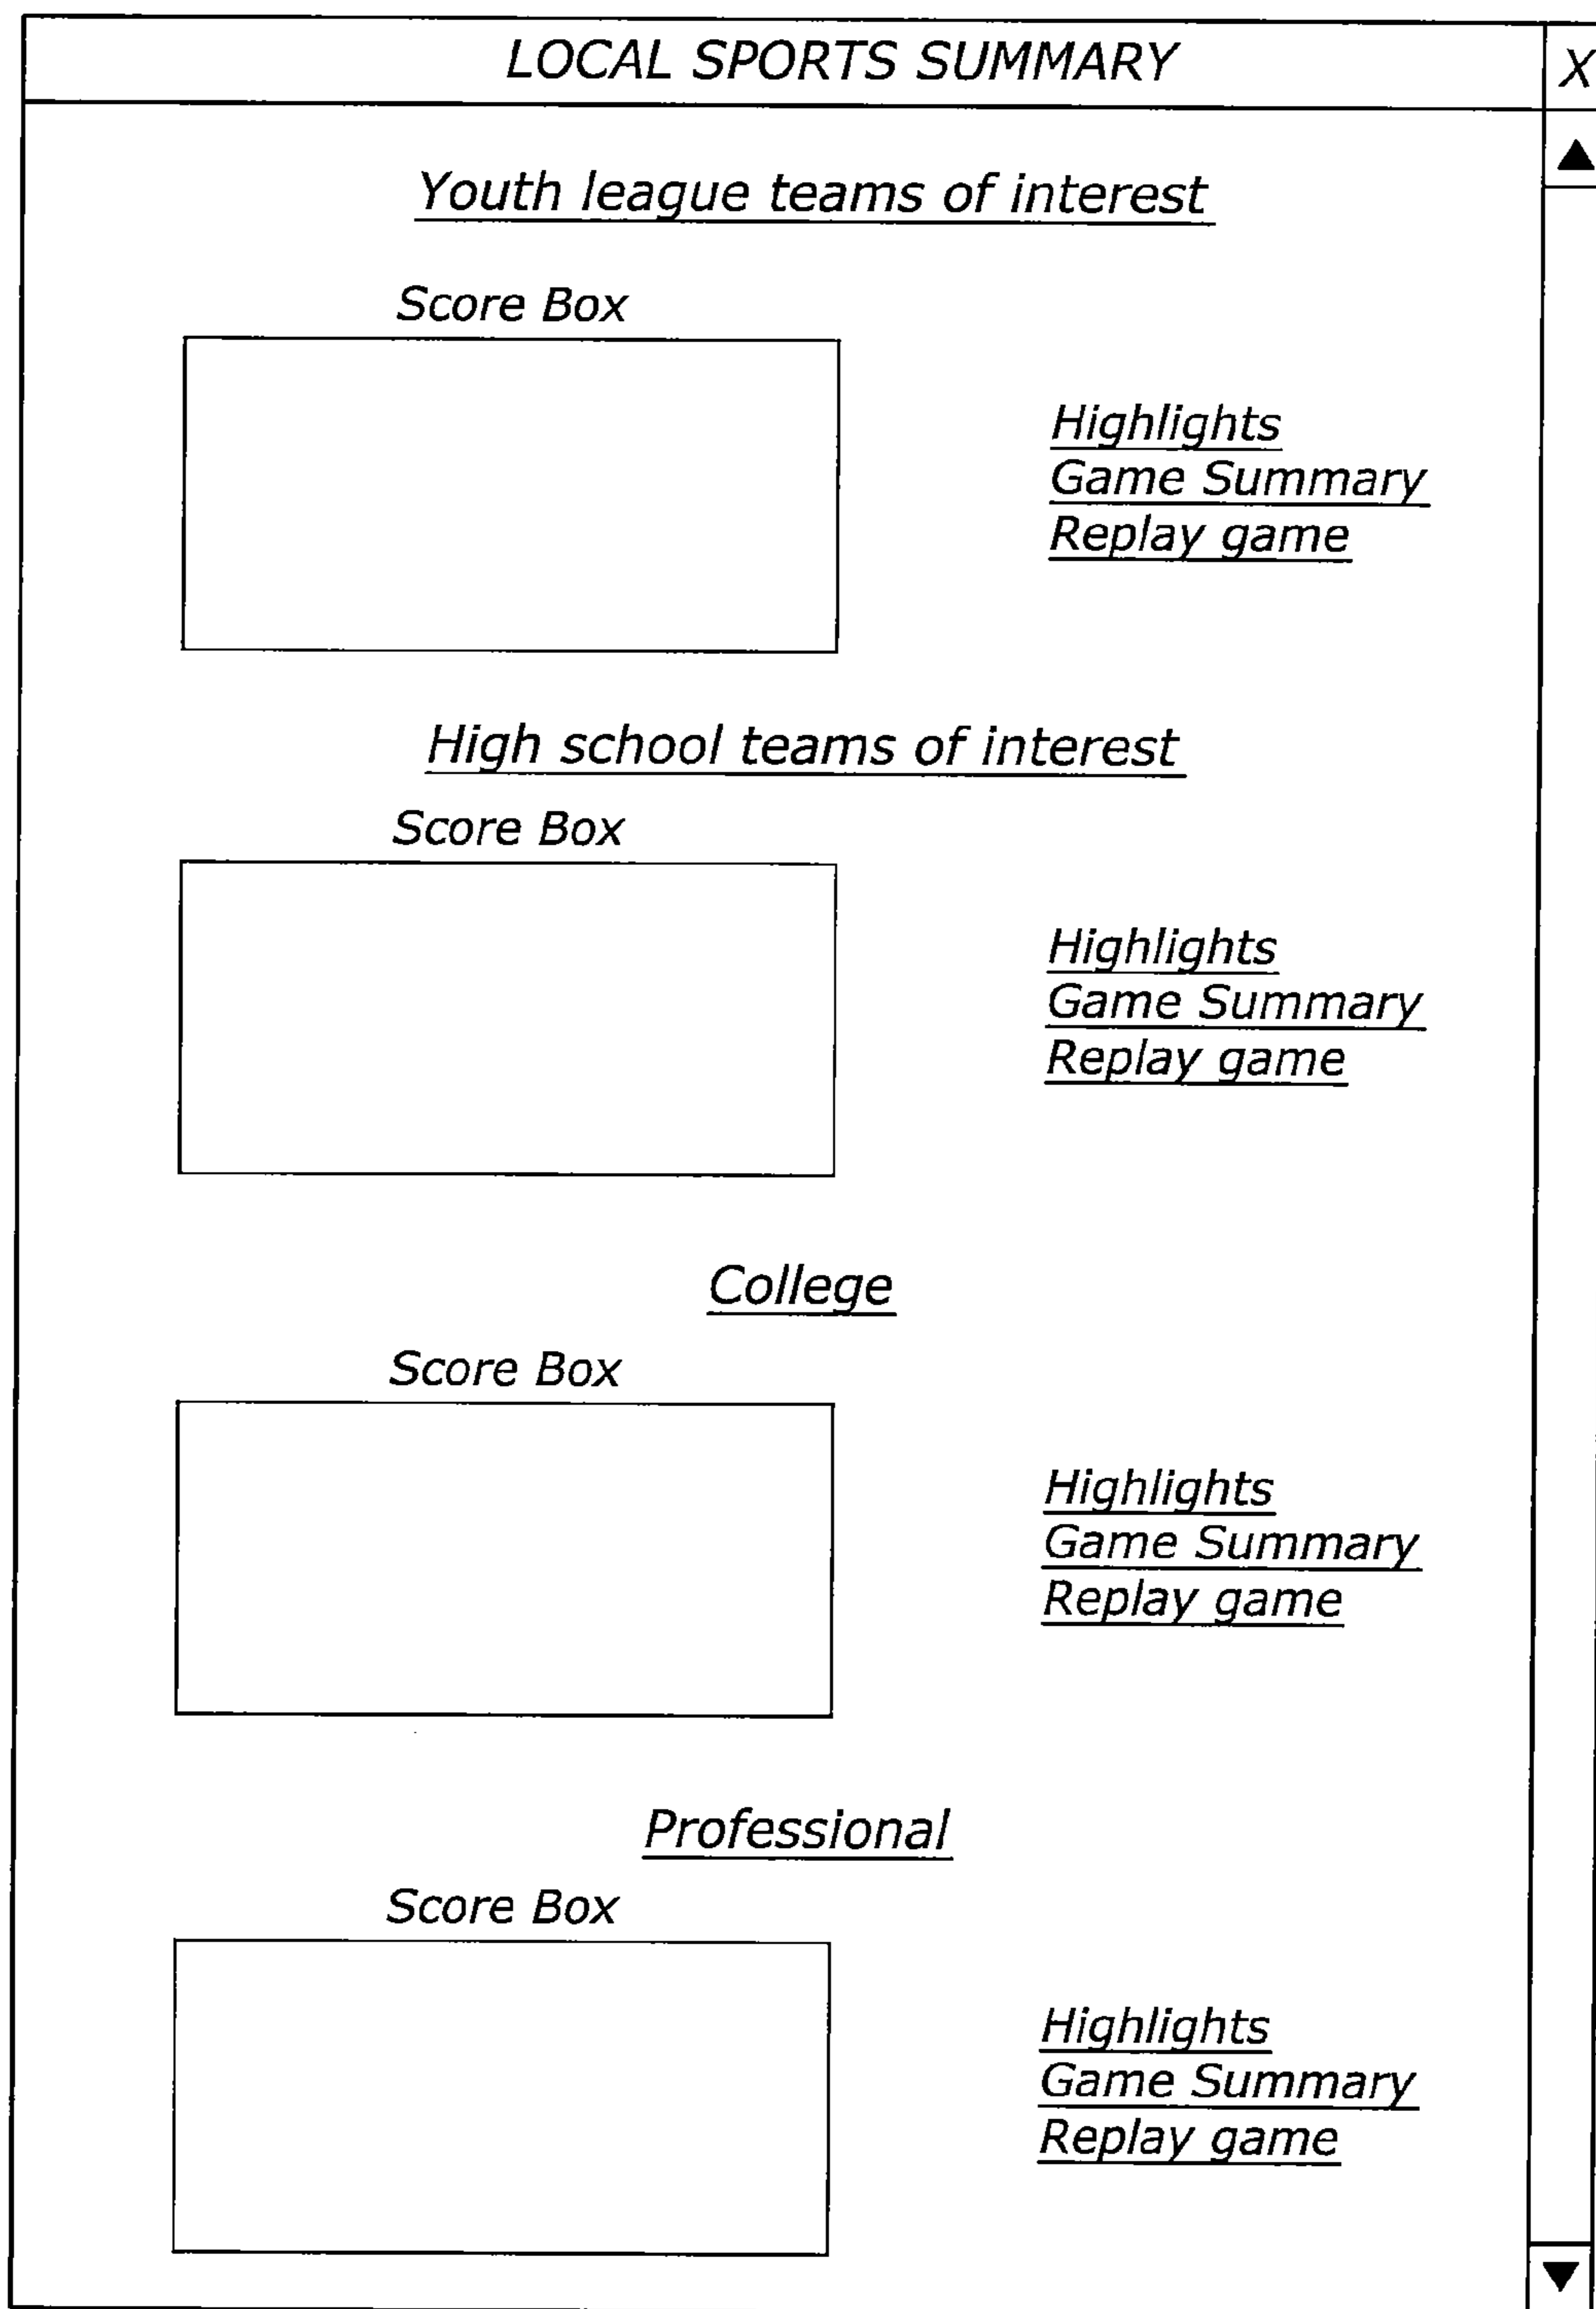 LOCAL SPORTS SUMMARY X
Youth league teams of interest
Score Box
Highlights
Game Summary
Replay game
High school teams of interest
Score Box
Highlights
Game Summary
Replay game
College
Score Box
Highlights
Game Summary
Replay game
Professional
Score Box
Highlights
Game Summary
Replay game